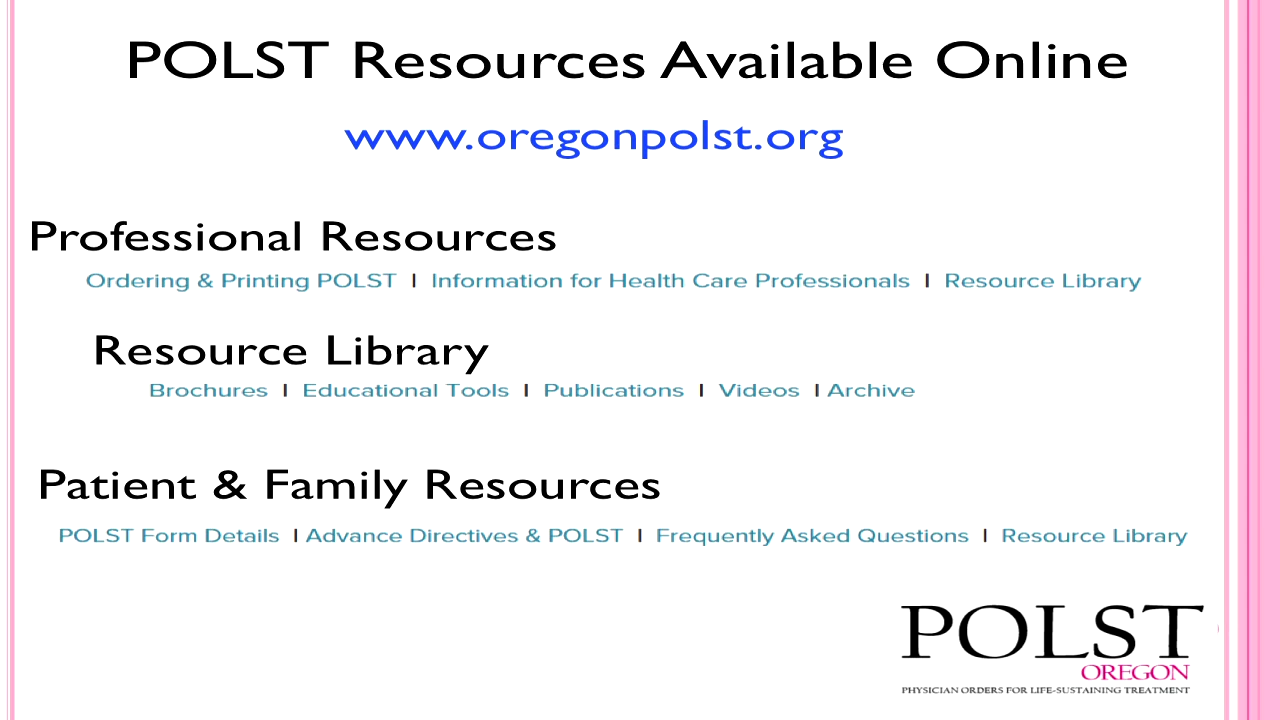 POLST Resources Available Online
www.oregonpolst.org
Professional Resources
Ordering & Printing POLST I Information for Health Care Professionals I Resource Library
Resource Library
Brochures I Educational Tools I Publications I Videos I Archive
Patient & Family Resources
POLST Form Details I Advance Directives & POLST I Frequently Asked Questions I Resource Library
POLST
OREGON
PHYSICIAN ORDERS FOR LIFE-SUSTAINING TREATMENT